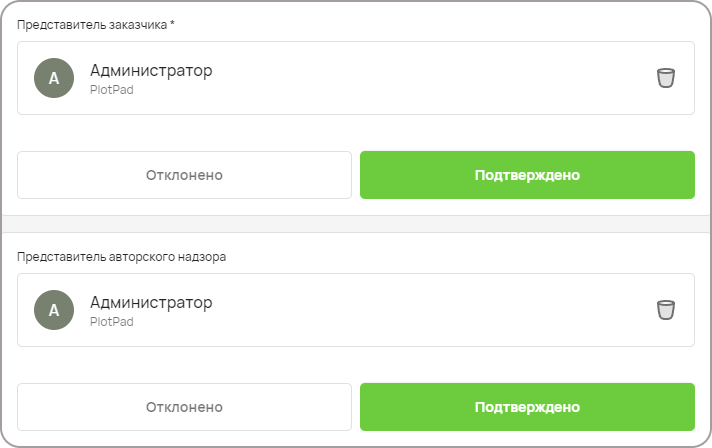 Представитель заказчика *
А
Администратор
PlotPad
Отклонено
Подтверждено
Представитель авторского надзора
А
Администратор
PlotPad
Отклонено
Подтверждено